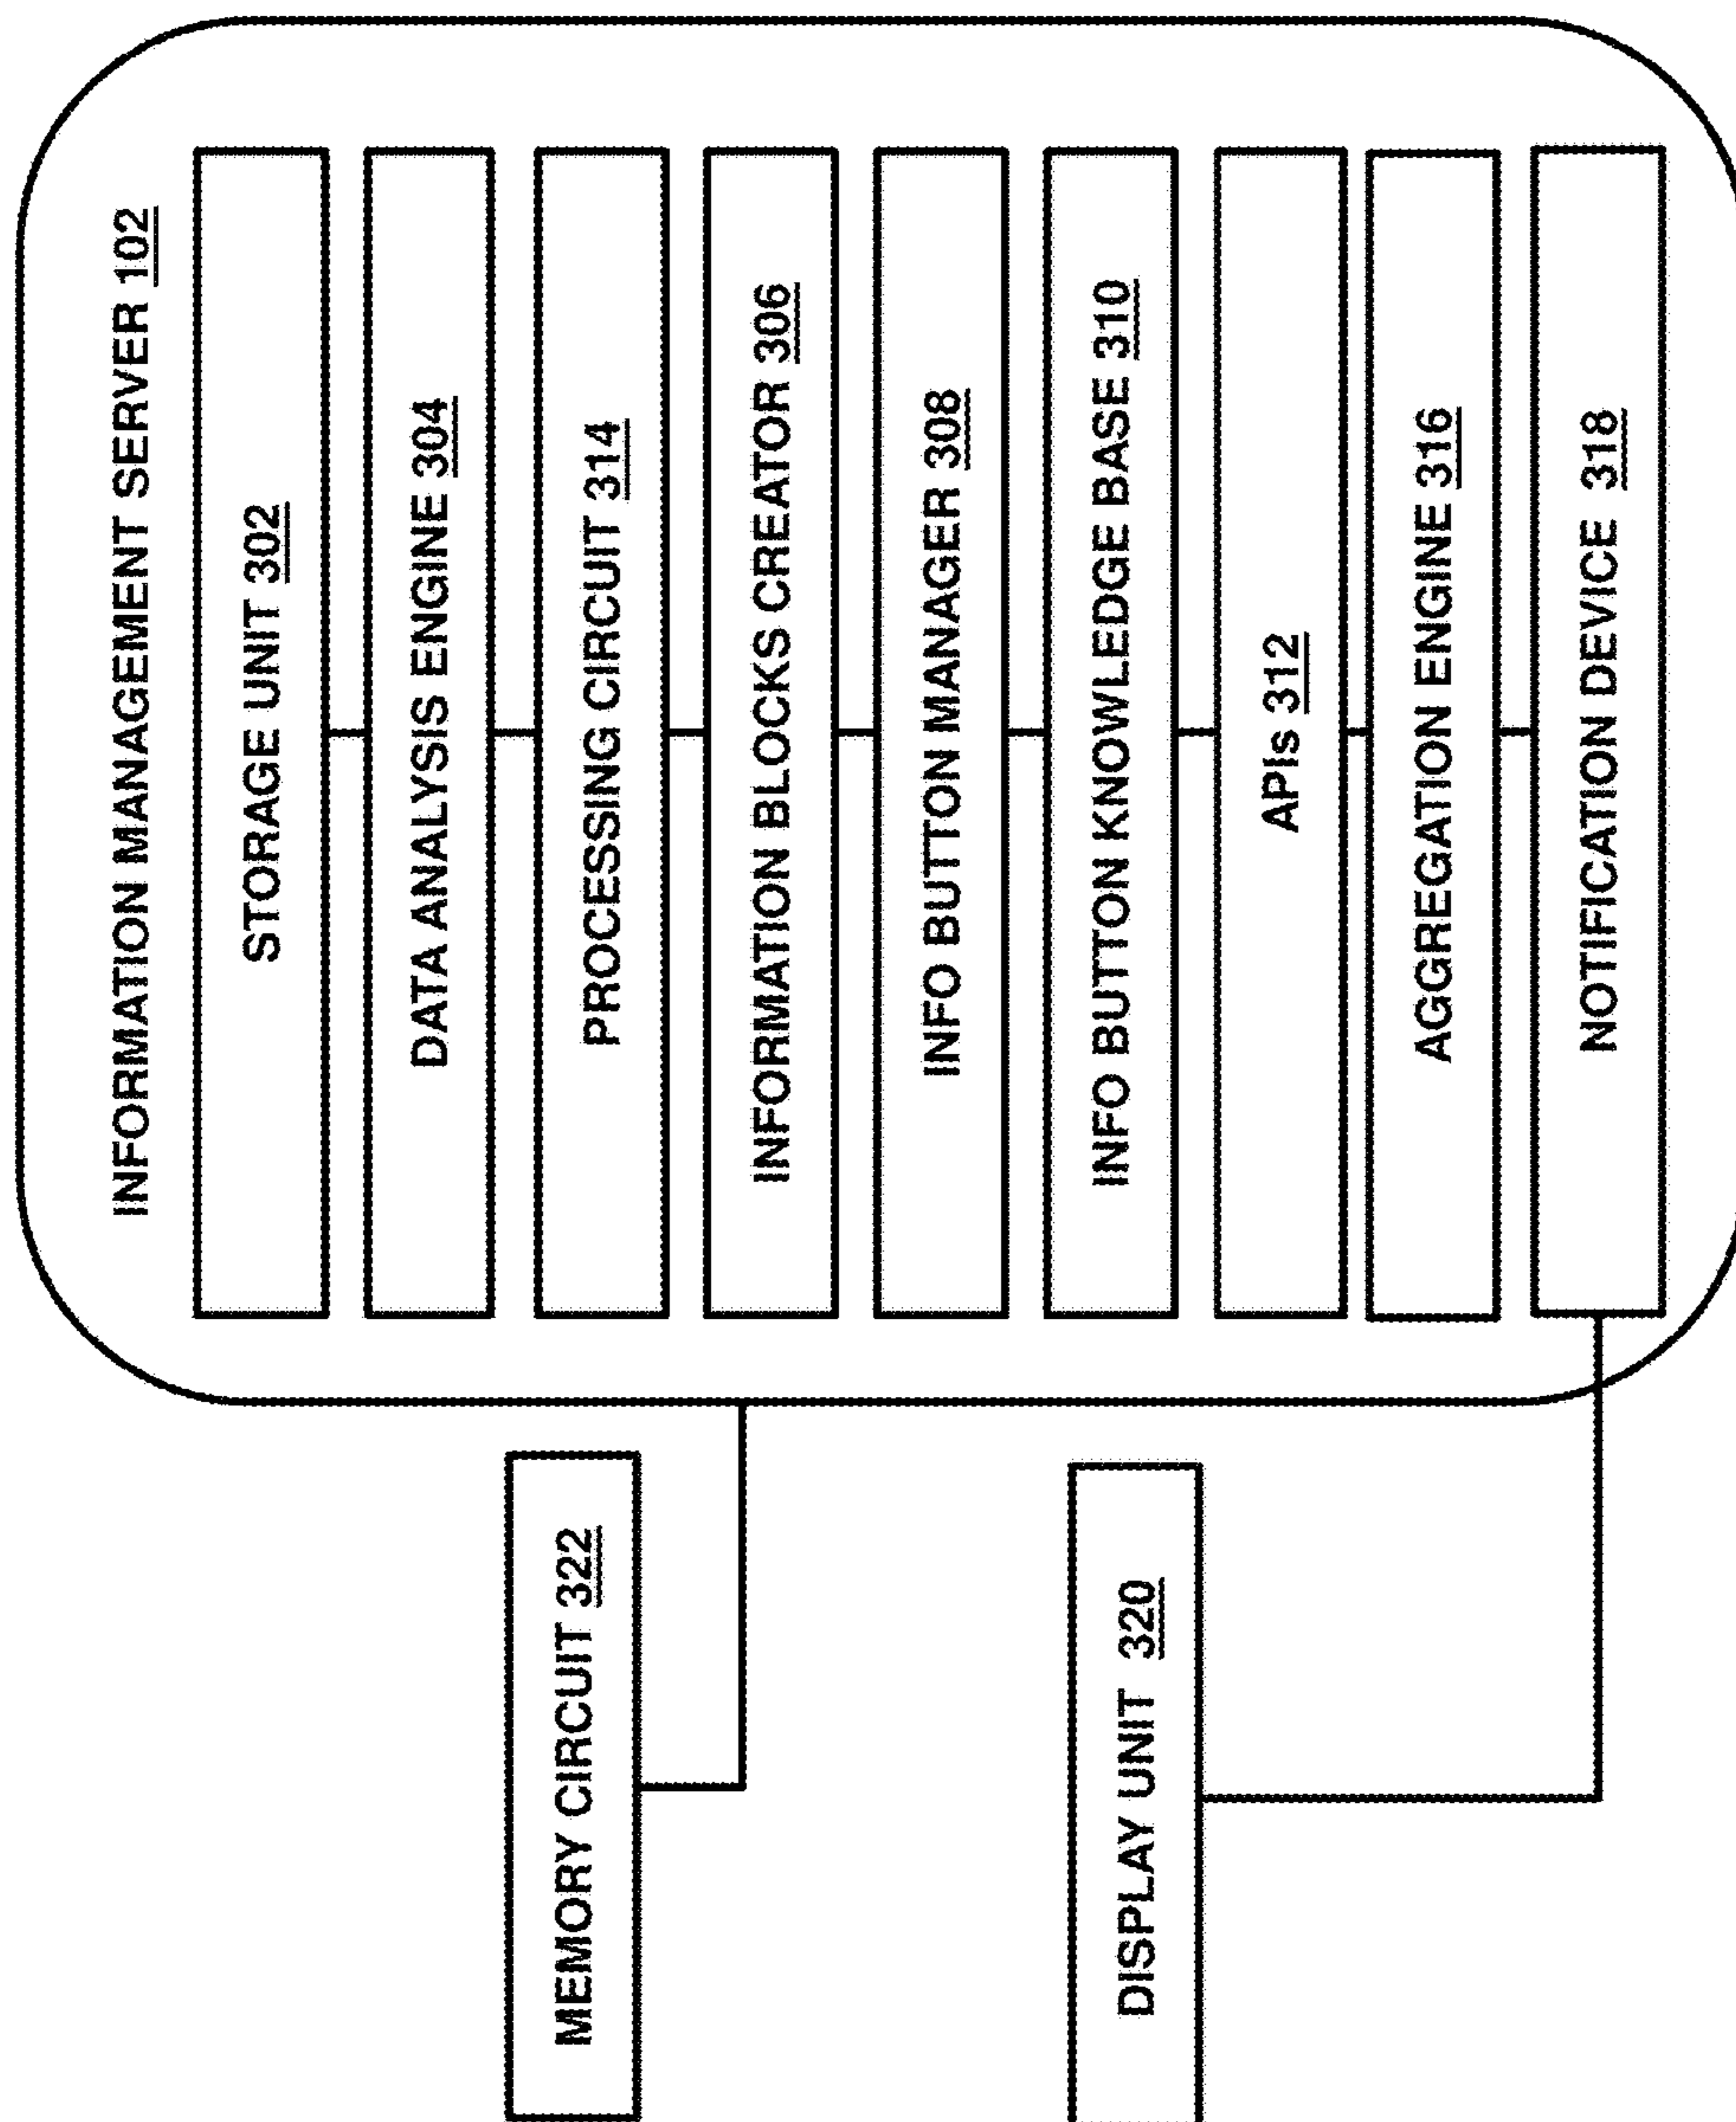 INFORMATION MANAGEMENT SERVER 102
STORAGE UNIT 302
DATA ANALYSIS ENGINE 304
PROCESSING CIRCUIT 314
INFORMATION BLOCKS CREATOR 306
INFO BUTTON MANAGER 308
INFO BUTTON KNOWLEDGE BASE 310
APIs 312
AGGREGATION ENGINE 316
NOTIFICATION DEVICE 318
MEMORY CIRCUIT 322
DISPLAY UNIT 320